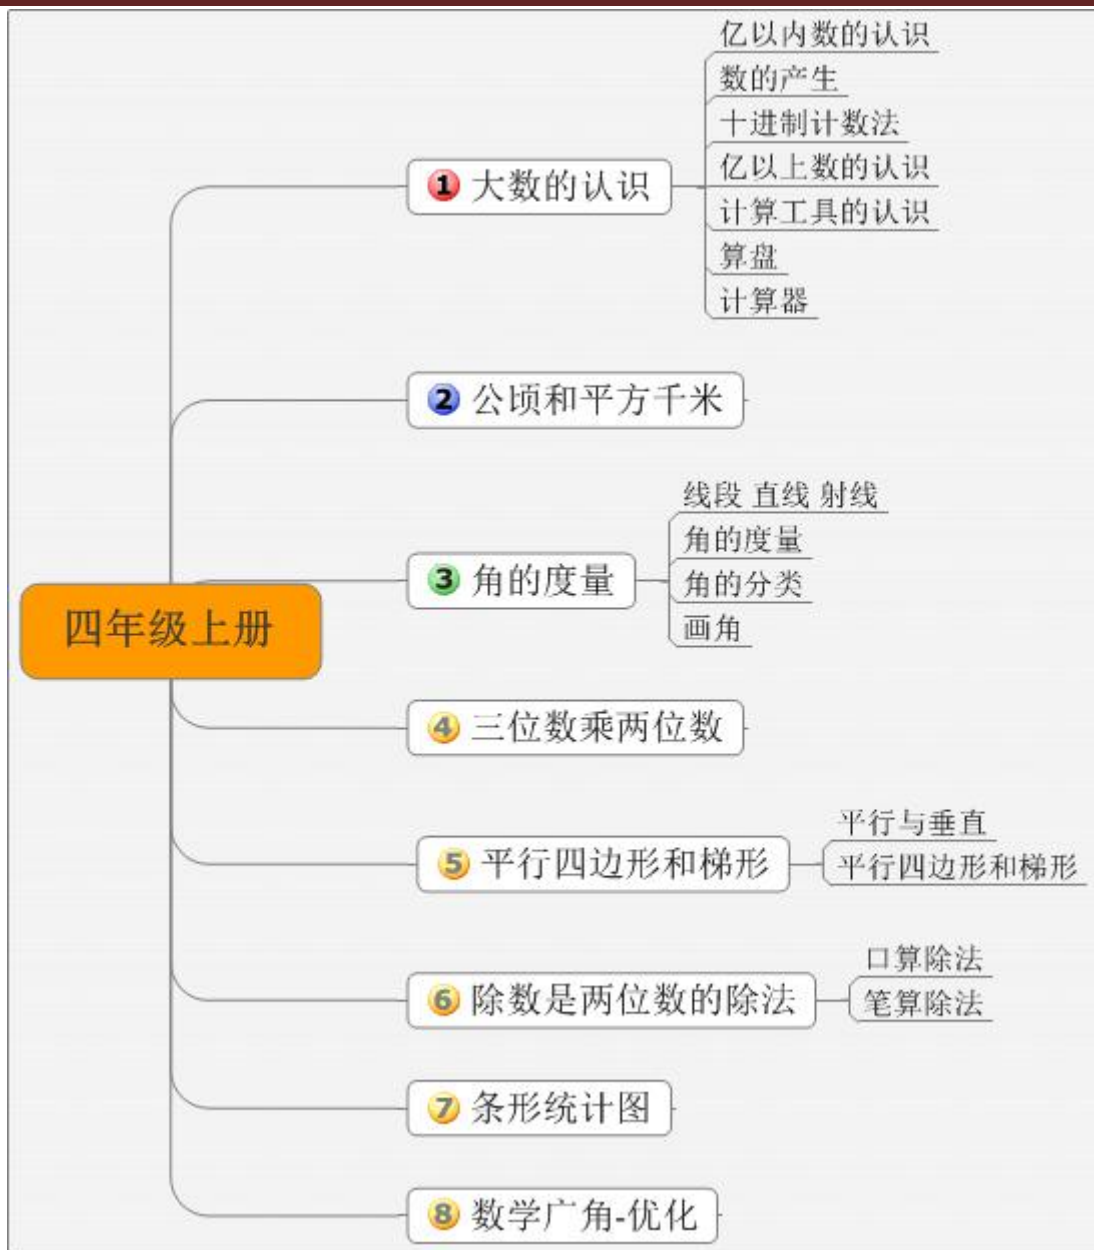 四年级上册
1 大数的认识
亿以内数的认识
数的产生
十进制计数法
亿以上数的认识
计算工具的认识
算盘
计算器
2 公顷和平方千米
3 角的度量
线段 直线 射线
角的度量
角的分类
画角
4 三位数乘两位数
5 平行四边形和梯形
平行与垂直
平行四边形和梯形
6 除数是两位数的除法
口算除法
笔算除法
7 条形统计图
8 数学广角-优化